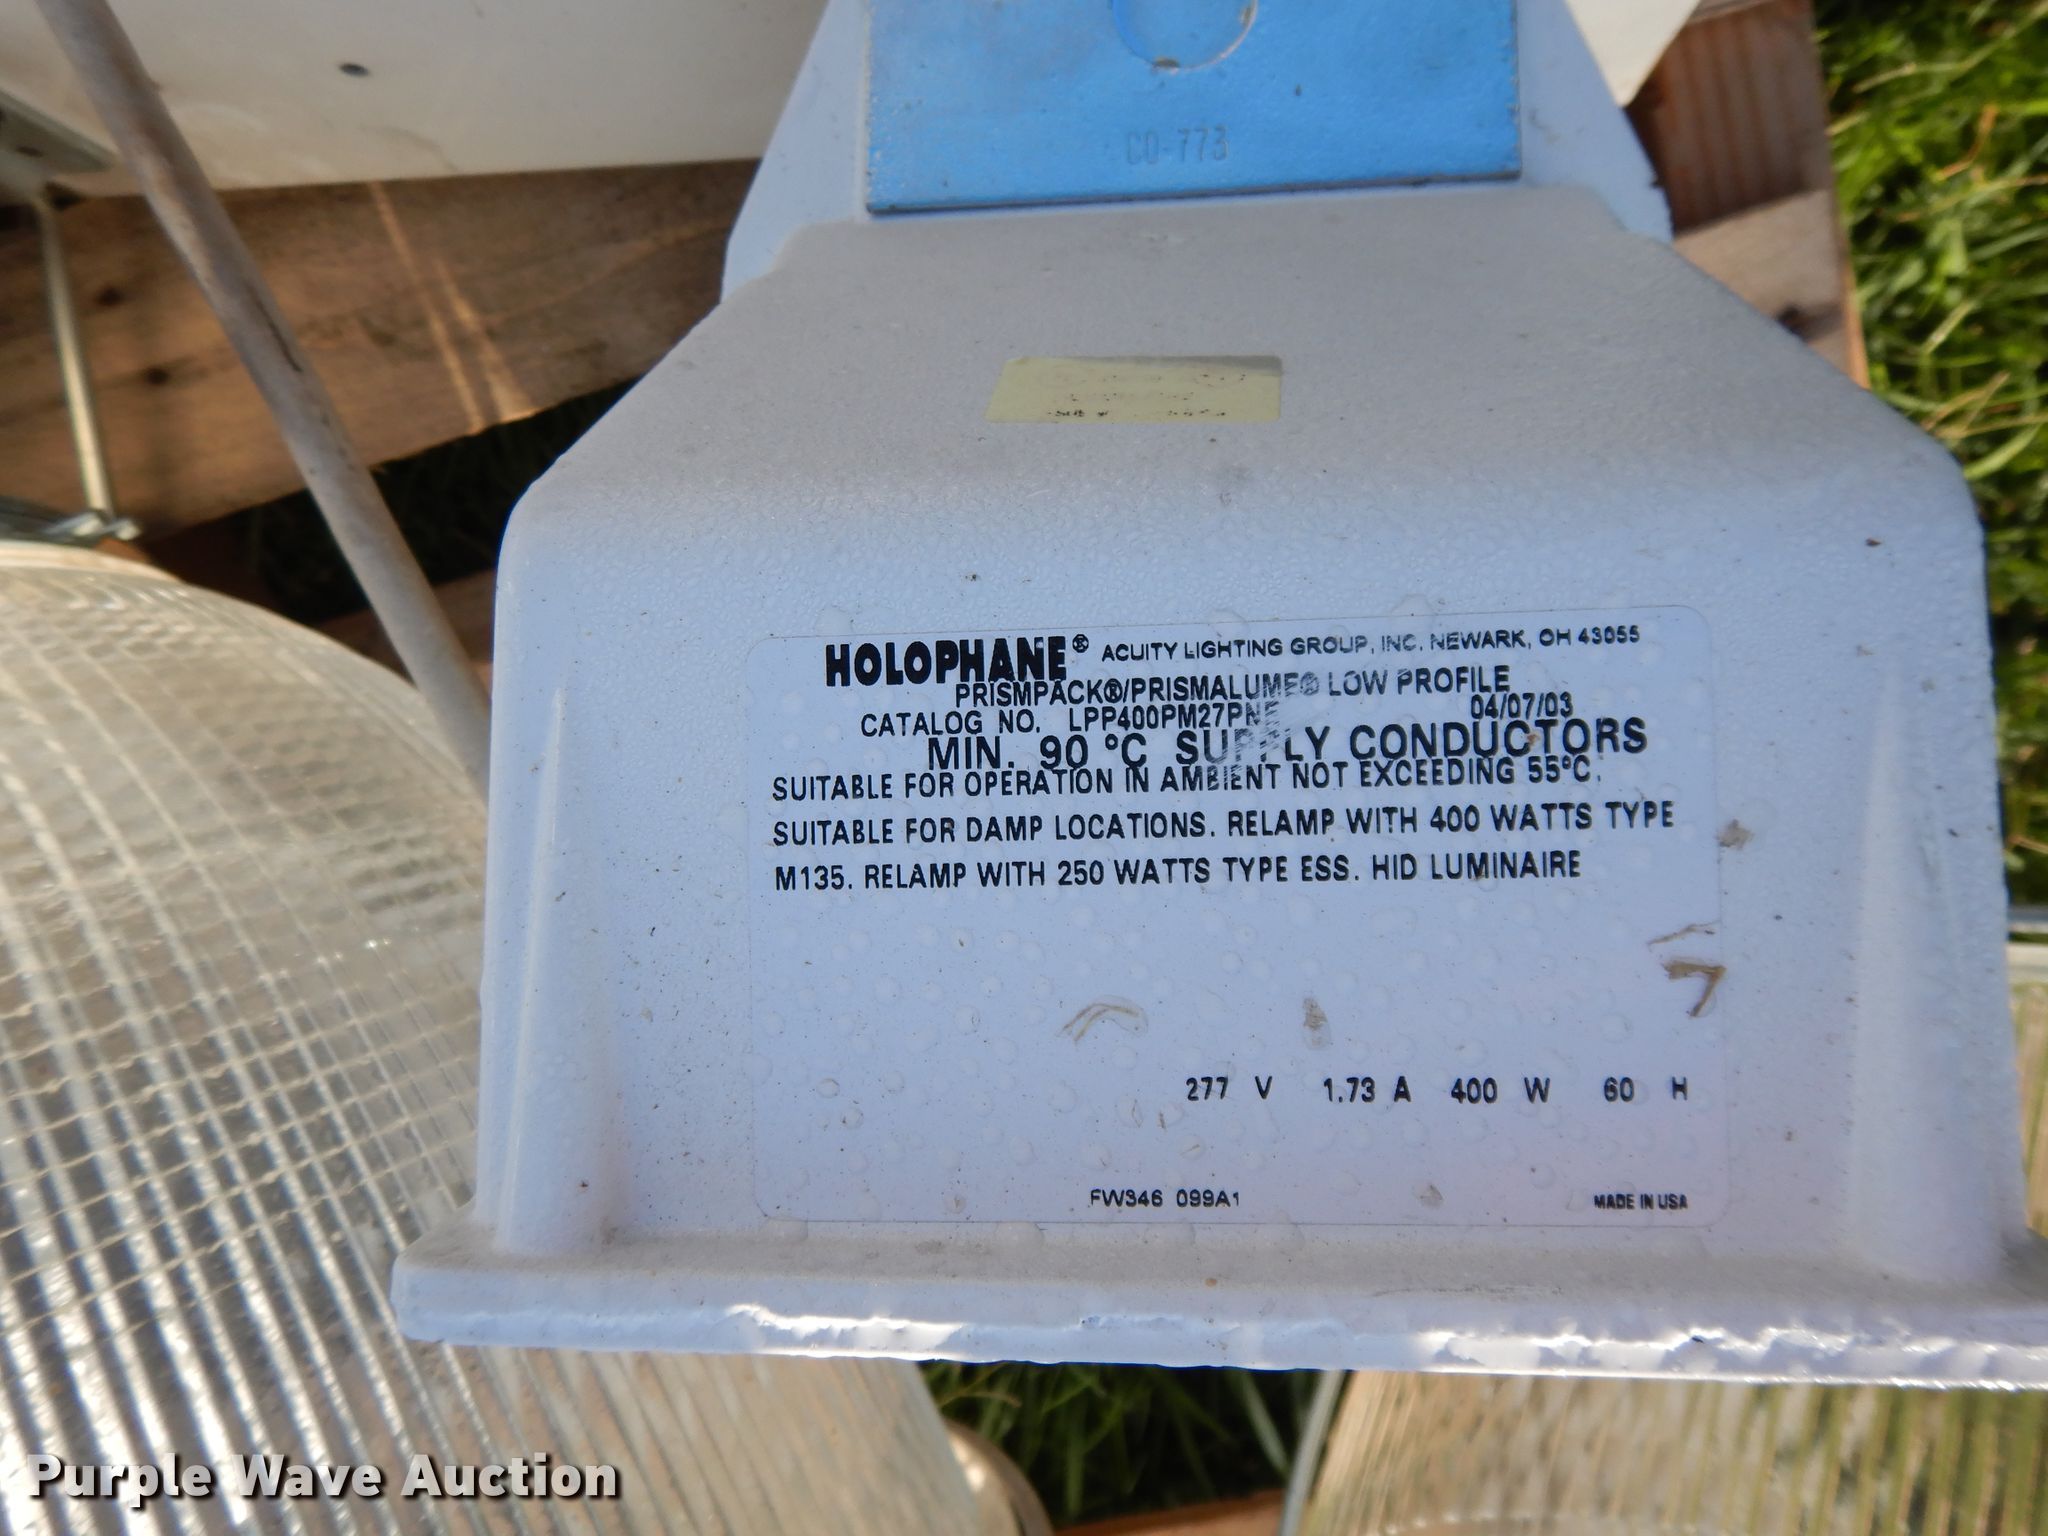 CO-773
HOLOPHANE® ACUITY LIGHTING GROUP, INC. NEWARK, OH 43055
PRISMPACK®/PRISMALUME® LOW PROFILE
CATALOG NO. LPP400PM27PNF 04/07/03
MIN. 90 °C SUPPLY CONDUCTORS
SUITABLE FOR OPERATION IN AMBIENT NOT EXCEEDING 55°C.
SUITABLE FOR DAMP LOCATIONS. RELAMP WITH 400 WATTS TYPE
M135. RELAMP WITH 250 WATTS TYPE ESS. HID LUMINAIRE
277 V 1.73 A 400 W 60 H
FW346 099A1 MADE IN USA
Purple Wave Auction